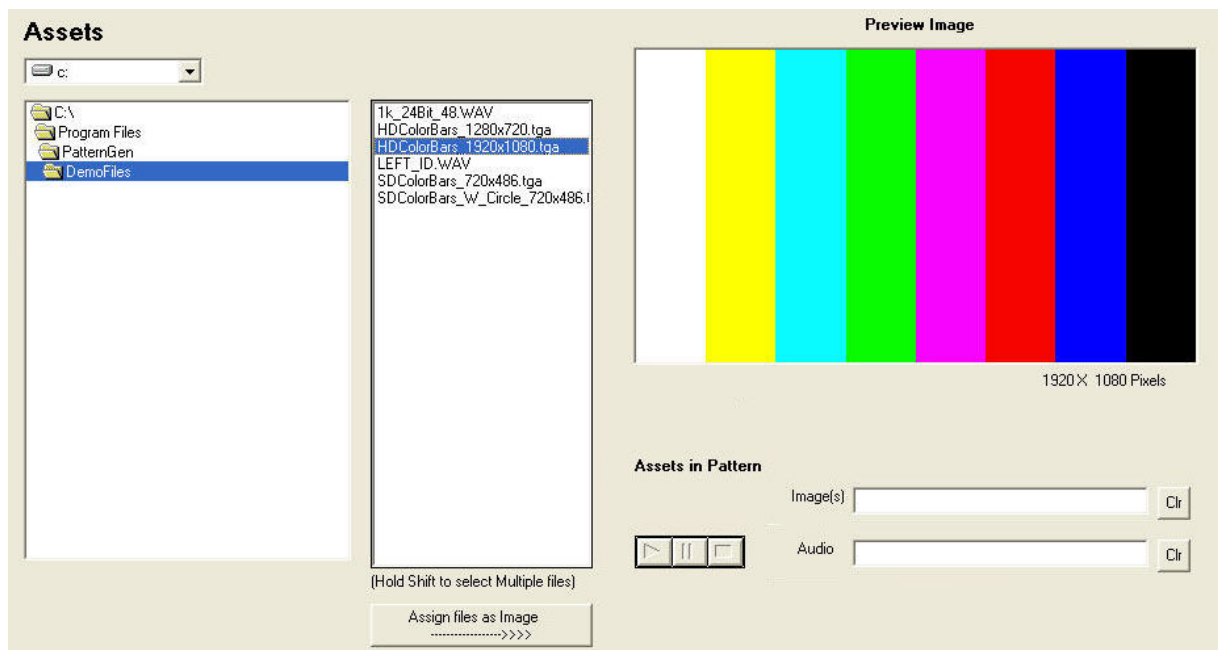 Assets
c:
C:\
Program Files
PatternGen
DemoFiles
1k_24Bit_48.WAV
HDColorBars_1280x720.tga
HDColorBars_1920x1080.tga
LEFT_ID.WAV
SDColorBars_720x486.tga
SDColorBars_W_Circle_720x486.t
(Hold Shift to select Multiple files)
Assign files as Image
------------------>>>>
Preview Image
1920 X 1080 Pixels
Assets in Pattern
Image(s)
Clr
Audio
Clr